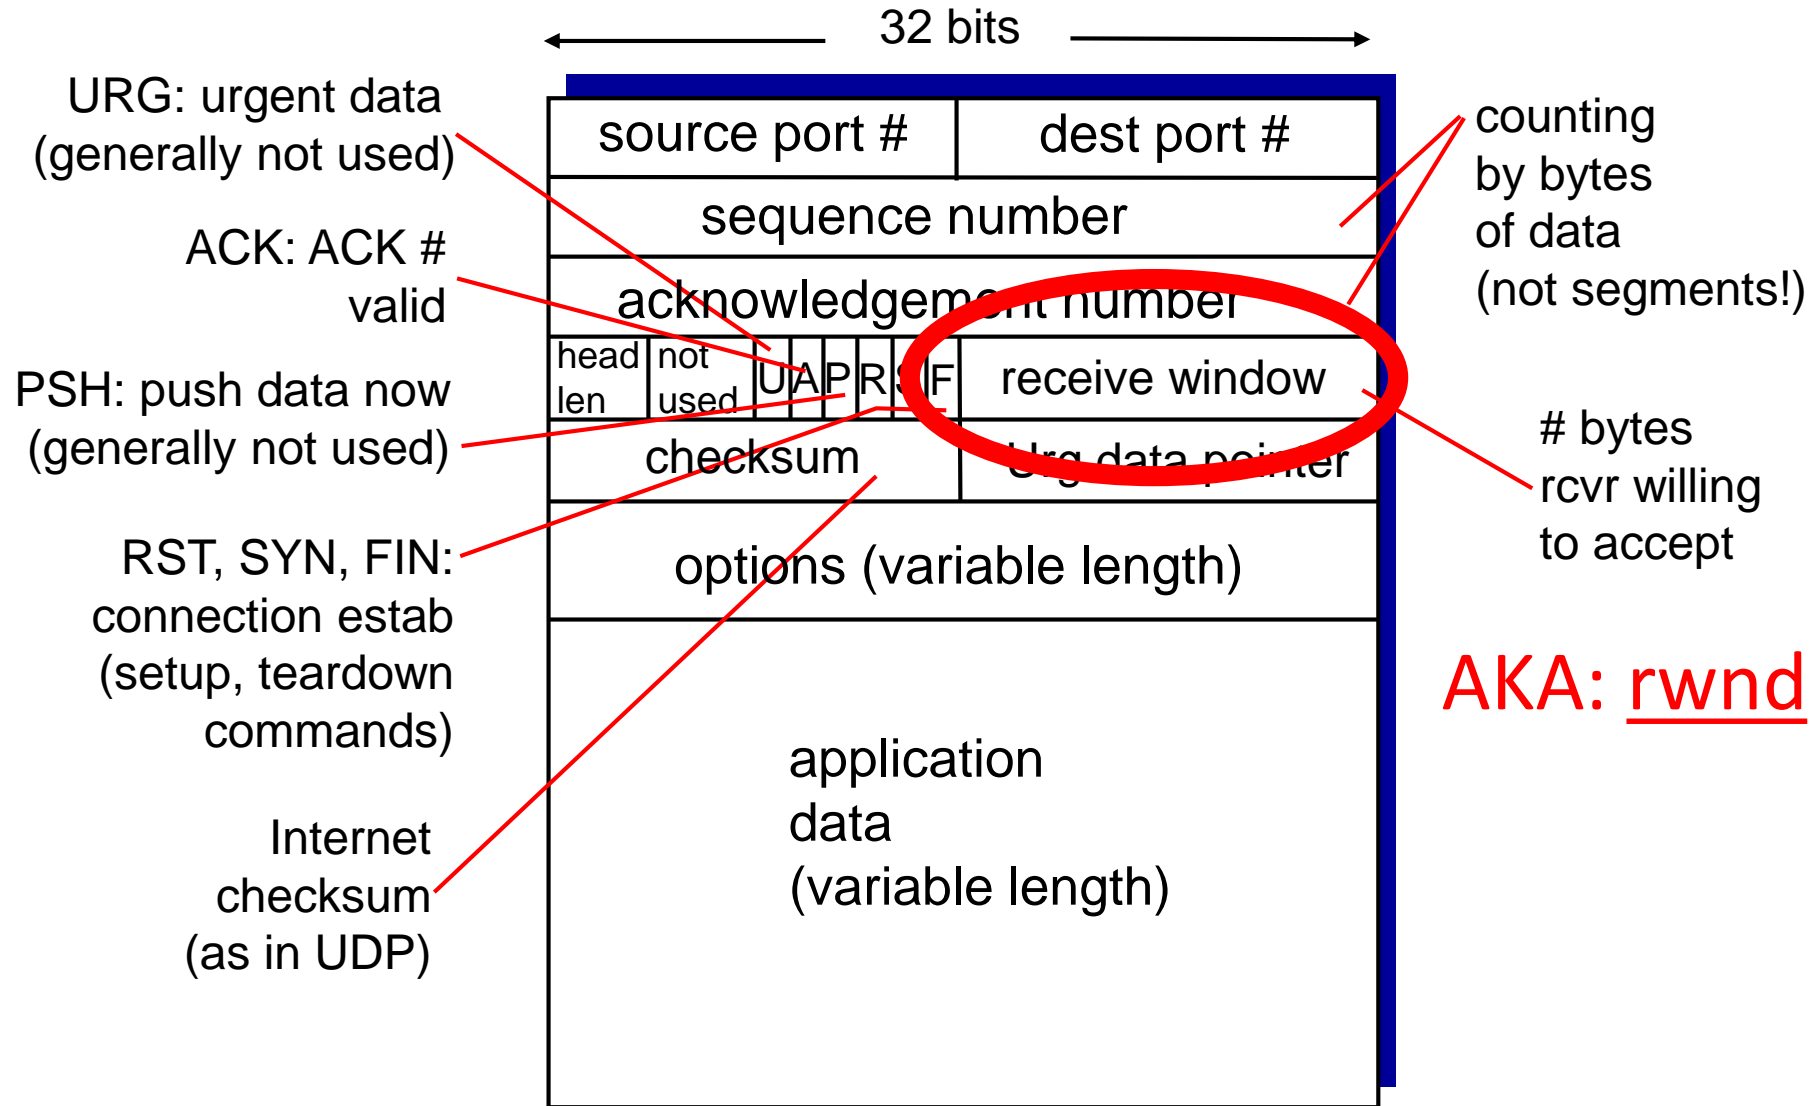 32 bits
URG: urgent data
(generally not used)
ACK: ACK #
valid
PSH: push data now
(generally not used)
RST, SYN, FIN:
connection estab
(setup, teardown
commands)
Internet
checksum
(as in UDP)
source port #
dest port #
sequence number
acknowledgement number
head
len
not
used
U
A
P
R
S
F
receive window
checksum
Urg data pointer
options (variable length)
application
data
(variable length)
counting
by bytes
of data
(not segments!)
# bytes
rcvr willing
to accept
AKA: rwnd